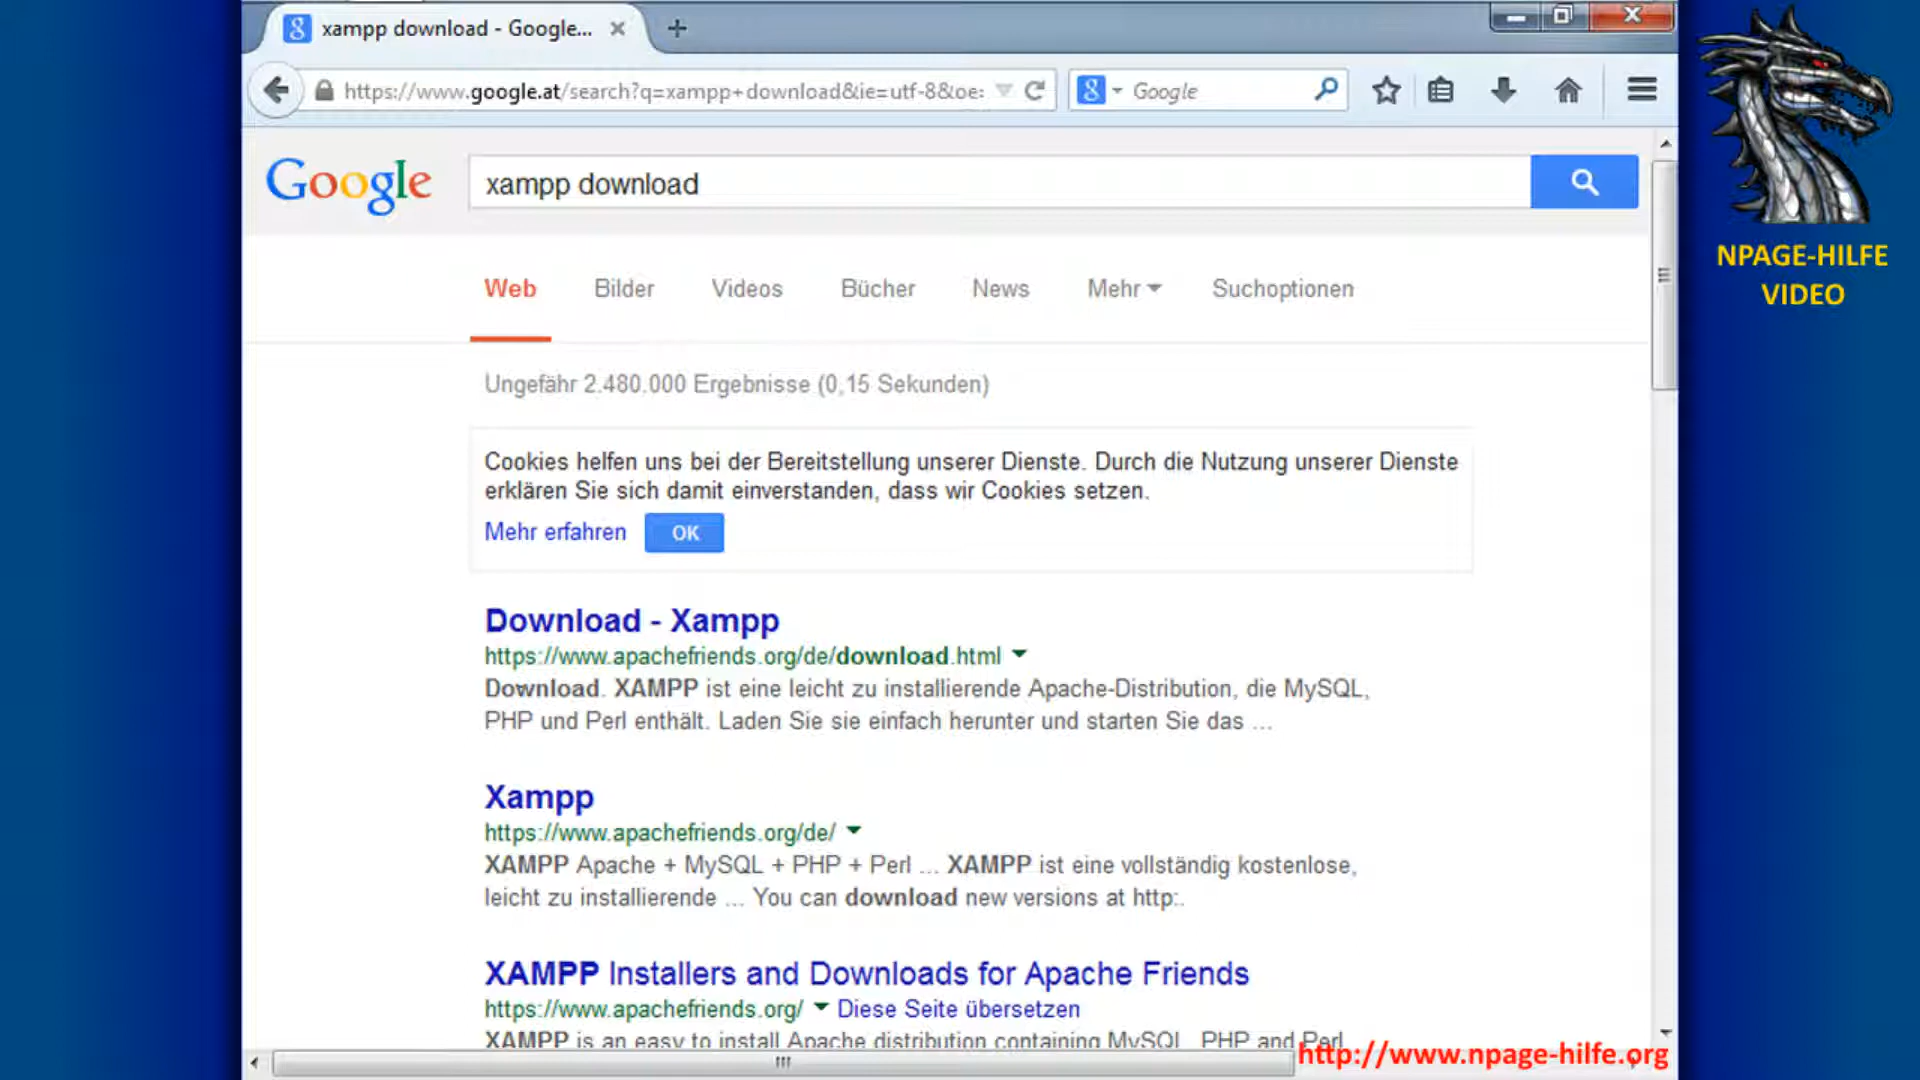 xampp download - Google...
https://www.google.at/search?q=xampp+download&ie=utf-8&oe:
Google
Google
xampp download
Web Bilder Videos Bücher News Mehr Suchoptionen
Ungefähr 2.480.000 Ergebnisse (0,15 Sekunden)
Cookies helfen uns bei der Bereitstellung unserer Dienste. Durch die Nutzung unserer Dienste
erklären Sie sich damit einverstanden, dass wir Cookies setzen.
Mehr erfahren OK
Download - Xampp
https://www.apachefriends.org/de/download.html
Download. XAMPP ist eine leicht zu installierende Apache-Distribution, die MySQL,
PHP und Perl enthält. Laden Sie sie einfach herunter und starten Sie das ...
Xampp
https://www.apachefriends.org/de/
XAMPP Apache + MySQL + PHP + Perl ... XAMPP ist eine vollständig kostenlose,
leicht zu installierende ... You can download new versions at http:.
XAMPP Installers and Downloads for Apache Friends
https://www.apachefriends.org/ Diese Seite übersetzen
XAMPP is an easy to install Apache distribution containing MySQL, PHP and Perl
NPAGE-HILFE
VIDEO
http://www.npage-hilfe.org